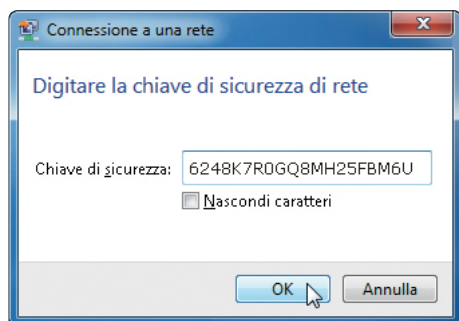 Connessione a una rete
Digitare la chiave di sicurezza di rete
Chiave di sicurezza: 6248K7R0GQ8MH25FBM6U
Nascondi caratteri
OK Annulla